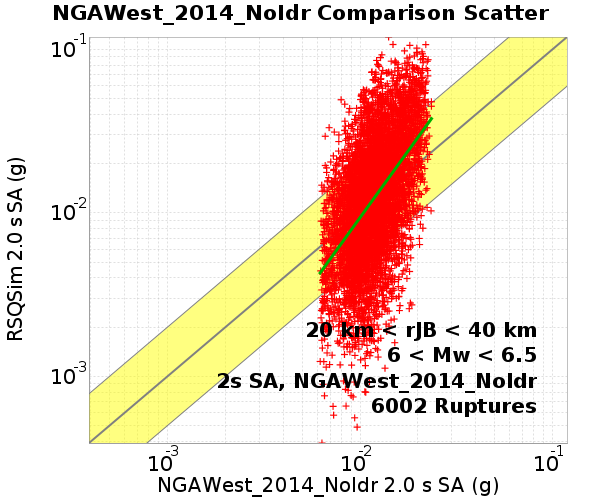 NGAWest_2014_NoIdr Comparison Scatter
10-1
10-2
10-3
RSQSim 2.0 s SA (g)
20 km < rJB < 40 km
6 < Mw < 6.5
2s SA, NGAWest_2014_NoIdr
6002 Ruptures
10-3 10-2 10-1
NGAWest_2014_NoIdr 2.0 s SA (g)